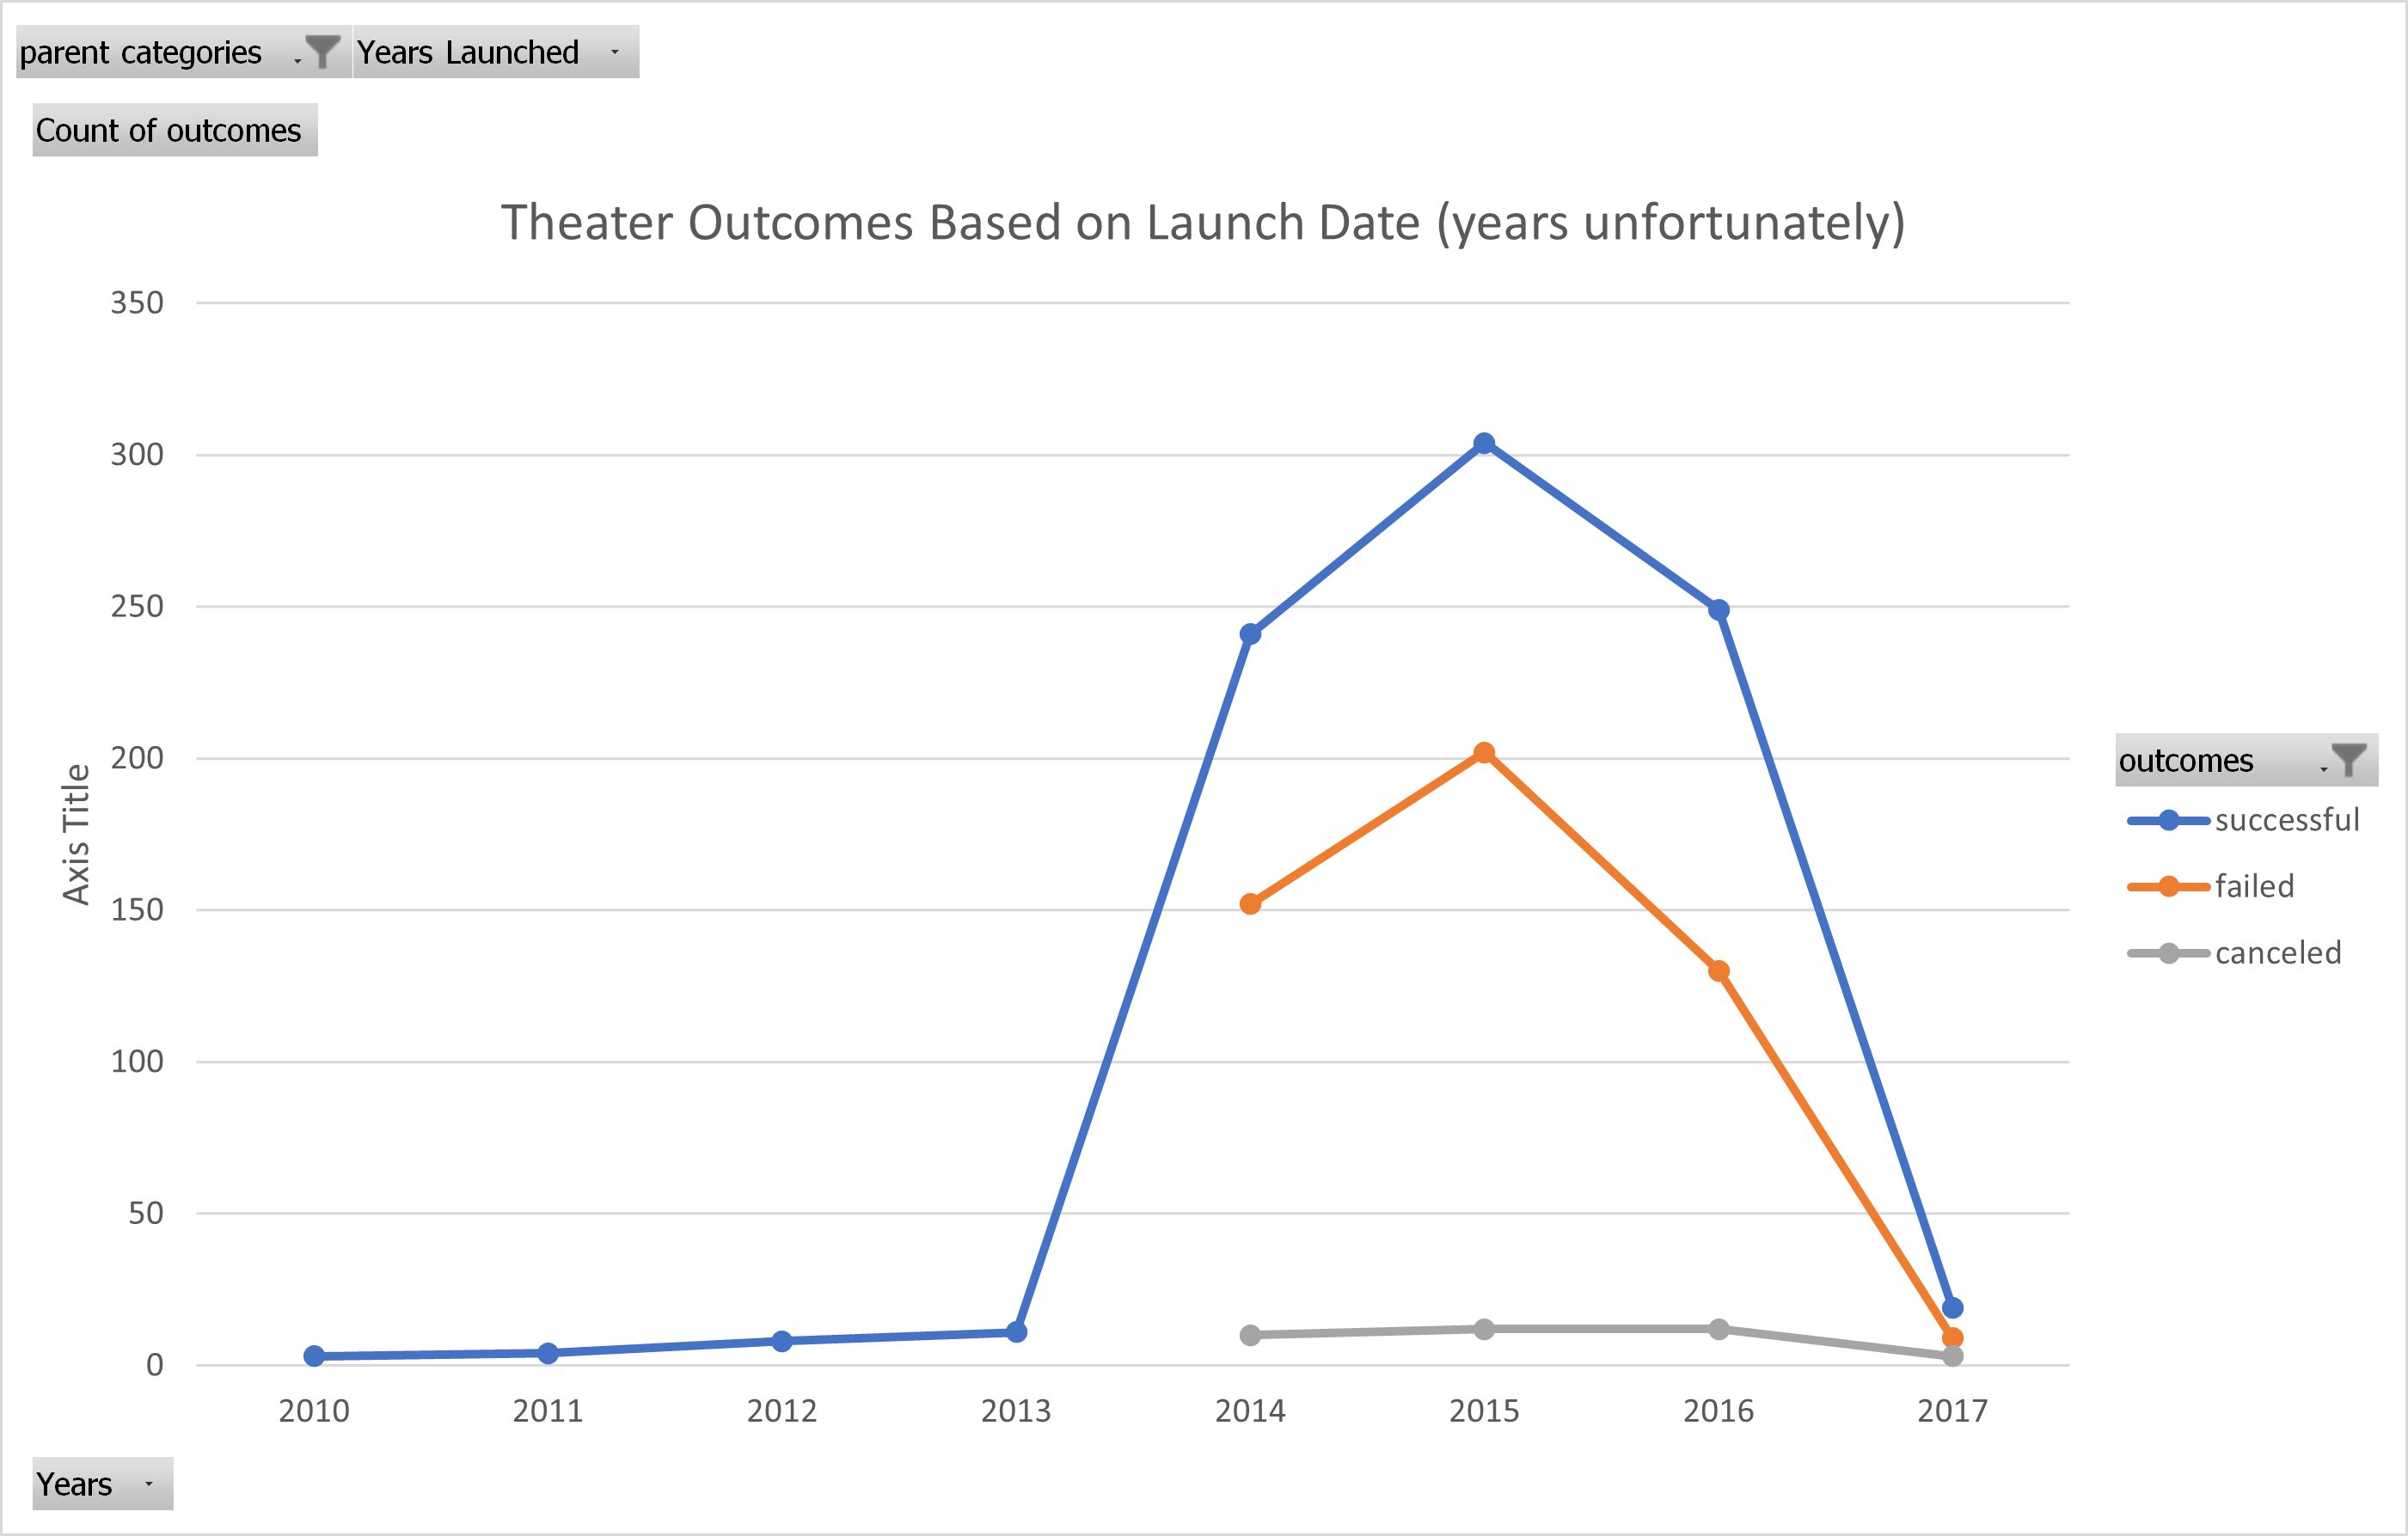 parent categories Years Launched
Count of outcomes
Theater Outcomes Based on Launch Date (years unfortunately)
350
300
250
200
150
100
50
0
Axis Title
2010 2011 2012 2013 2014 2015 2016 2017
outcomes
successful
failed
canceled
Years